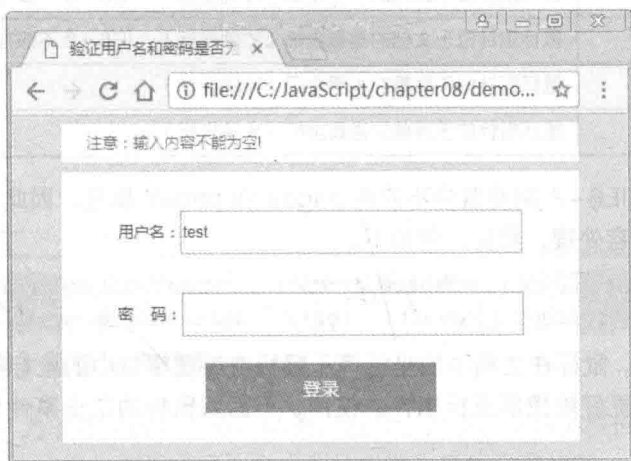 验证用户名和密码是否为 ×
file:///C:/JavaScript/chapter08/demo...
注意：输入内容不能为空!
用户名：test
密 码：
登录